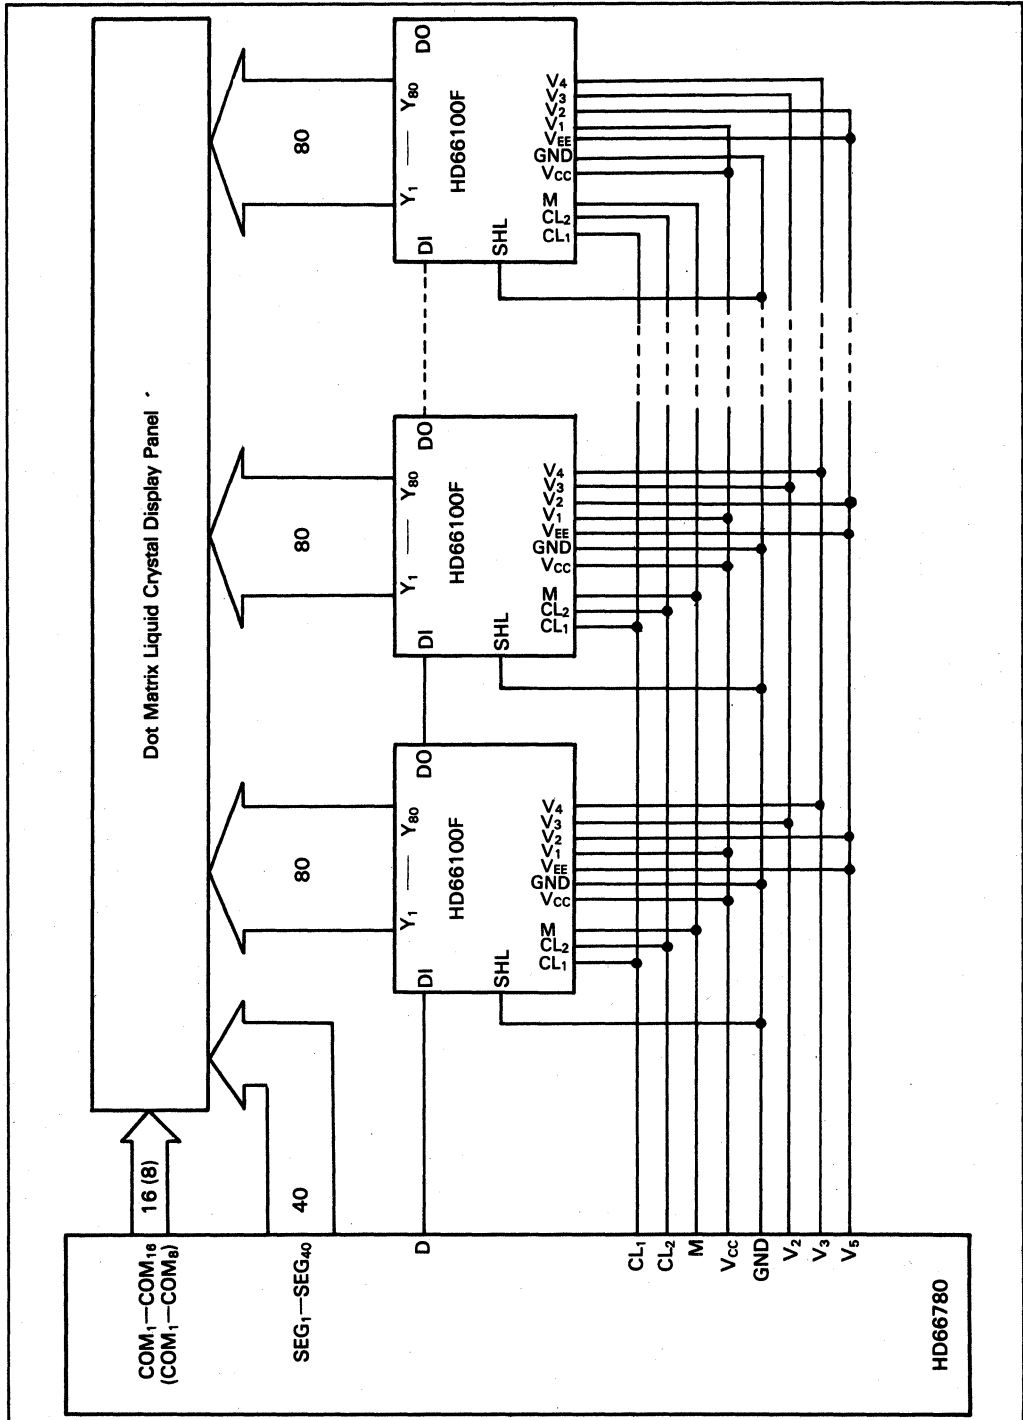 Dot Matrix Liquid Crystal Display Panel
16 (8)
40
80
80
80
COM₁—COM₁₆
(COM₁—COM₈)
SEG₁—SEG₄₀
D
CL₁
CL₂
M
VCC
GND
V₂
V₃
V₅
HD66780
DI
Y₁
Y₈₀
DO
HD66100F
SHL
CL₁
CL₂
M
VCC
GND
VEE
V₁
V₂
V₃
V₄
DI
Y₁
Y₈₀
DO
HD66100F
SHL
CL₁
CL₂
M
VCC
GND
VEE
V₁
V₂
V₃
V₄
DI
Y₁
Y₈₀
DO
HD66100F
SHL
CL₁
CL₂
M
VCC
GND
VEE
V₁
V₂
V₃
V₄